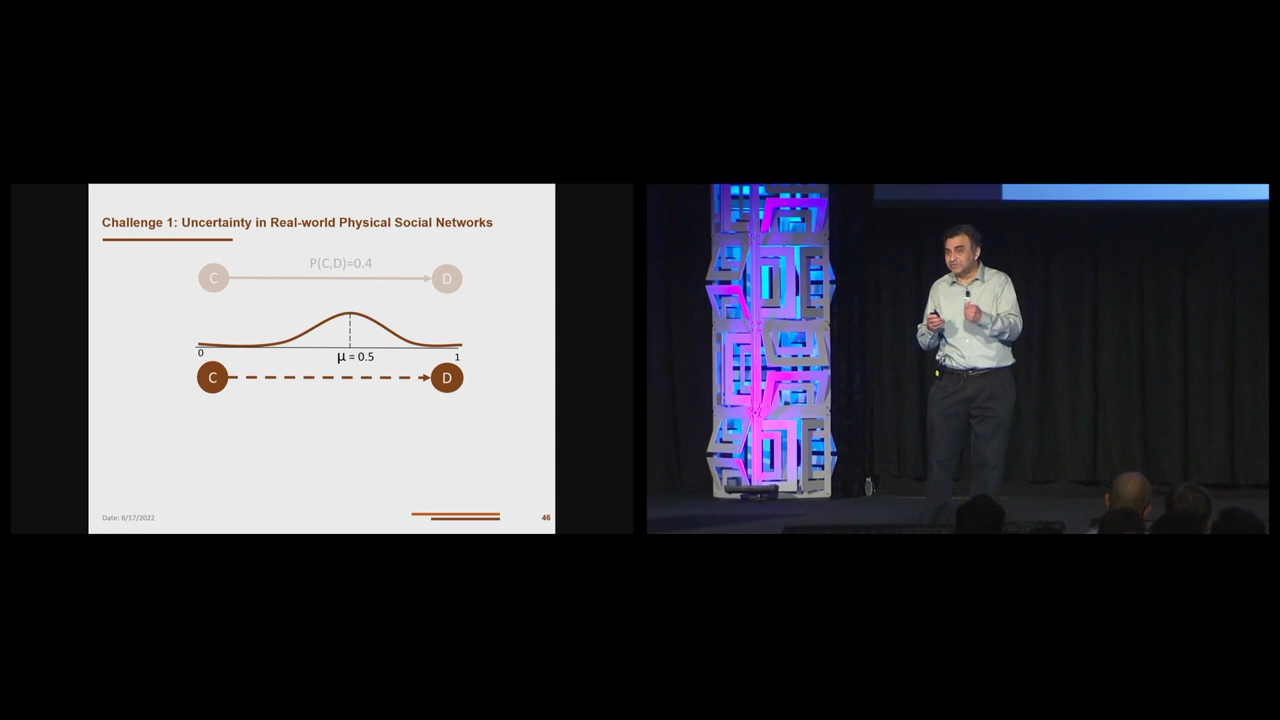 Challenge 1: Uncertainty in Real-world Physical Social Networks
P(C,D)=0.4
C D
0 μ = 0.5 1
C D
Date: 8/17/2022 46